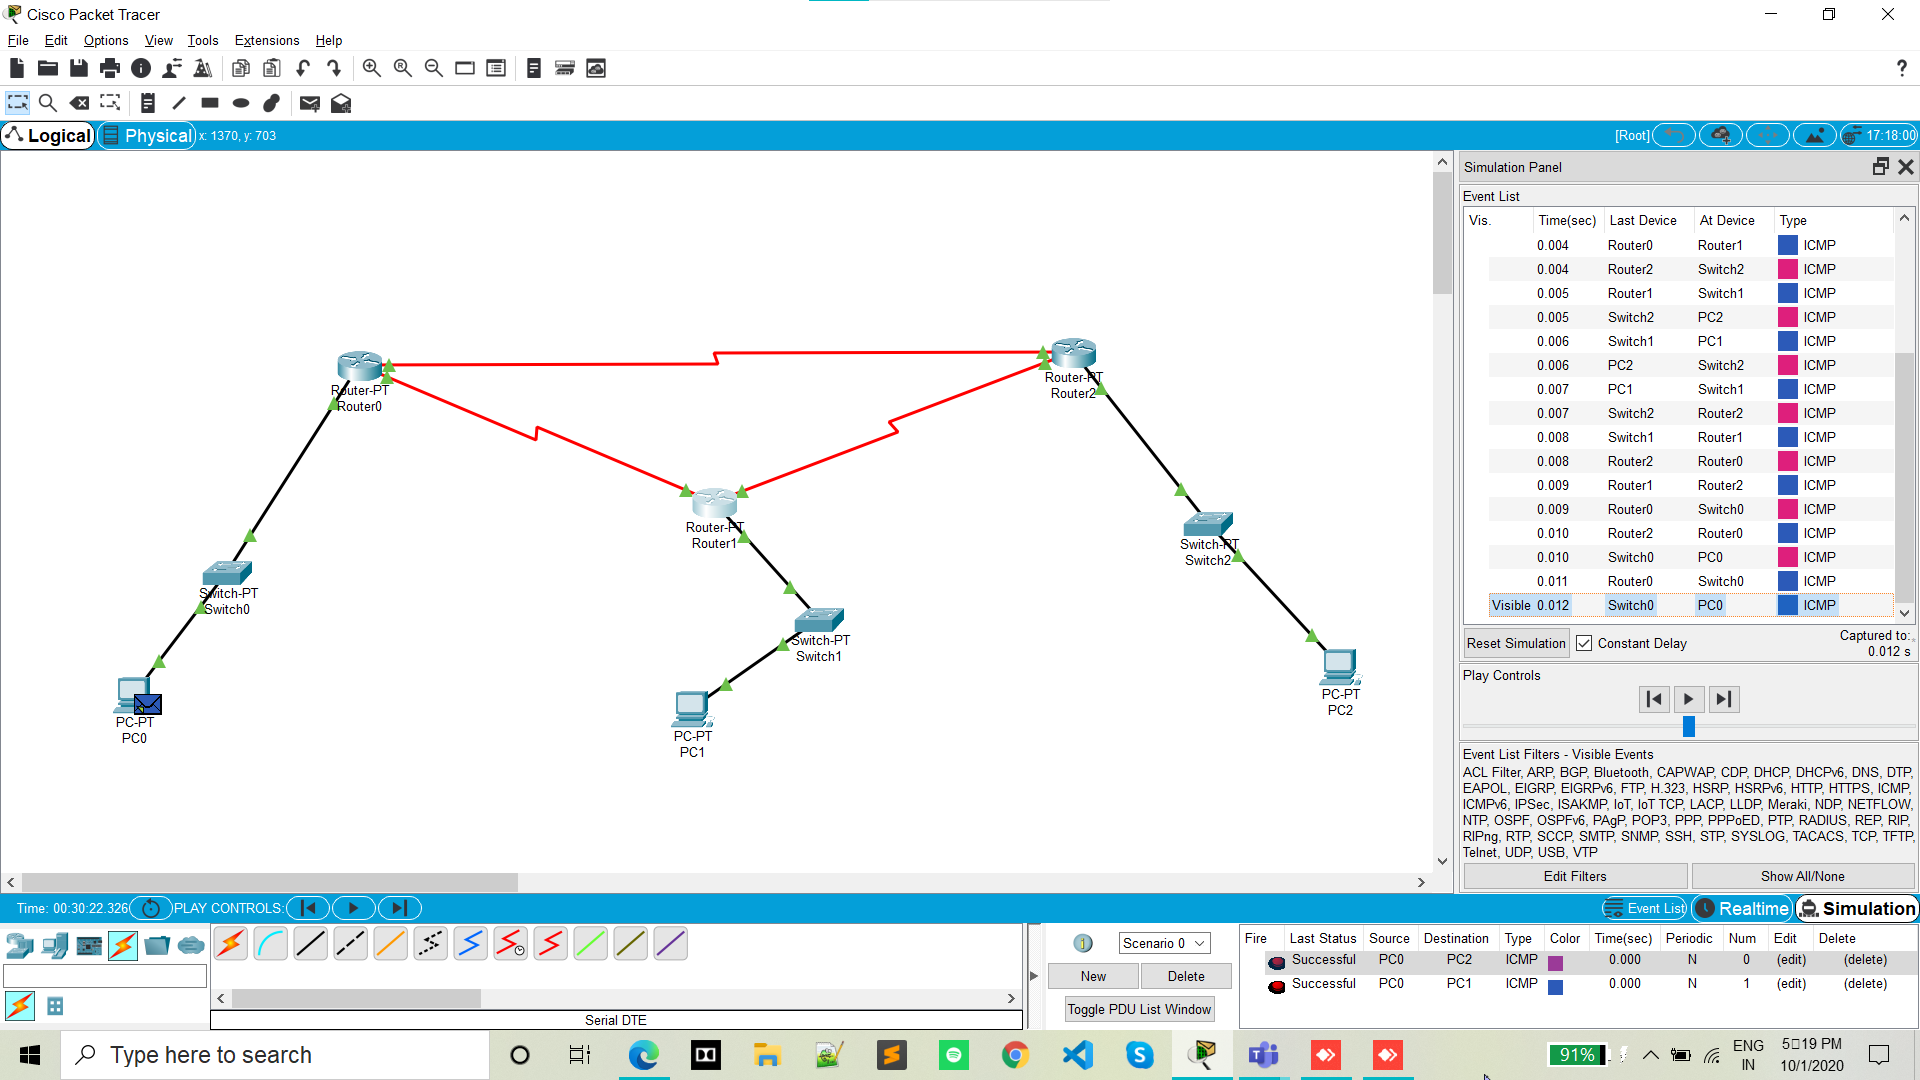 Cisco Packet Tracer
File Edit Options View Tools Extensions Help
?
Logical Physical x: 1370, y: 703 [Root] 17:18:00
Router-PT
Router0
Router-PT
Router2
Router-PT
Router1
Switch-PT
Switch2
Switch-PT
Switch0
Switch-PT
Switch1
PC-PT
PC0
PC-PT
PC1
PC-PT
PC2
Simulation Panel
Event List
Vis. Time(sec) Last Device At Device Type
0.004 Router0 Router1 ICMP
0.004 Router2 Switch2 ICMP
0.005 Router1 Switch1 ICMP
0.005 Switch2 PC2 ICMP
0.006 Switch1 PC1 ICMP
0.006 PC2 Switch2 ICMP
0.007 PC1 Switch1 ICMP
0.007 Switch2 Router2 ICMP
0.008 Switch1 Router1 ICMP
0.008 Router2 Router0 ICMP
0.009 Router1 Router2 ICMP
0.009 Router0 Switch0 ICMP
0.010 Router2 Router0 ICMP
0.010 Switch0 PC0 ICMP
0.011 Router0 Switch0 ICMP
Visible 0.012 Switch0 PC0 ICMP
Reset Simulation Constant Delay Captured to:
0.012 s
Play Controls
Event List Filters - Visible Events
ACL Filter, ARP, BGP, Bluetooth, CAPWAP, CDP, DHCP, DHCPv6, DNS, DTP,
EAPOL, EIGRP, EIGRPv6, FTP, H.323, HSRP, HSRPv6, HTTP, HTTPS, ICMP,
ICMPv6, IPSec, ISAKMP, IoT, IoT TCP, LACP, LLDP, Meraki, NDP, NETFLOW,
NTP, OSPF, OSPFv6, PAgP, POP3, PPP, PPPoED, PTP, RADIUS, REP, RIP,
RIPng, RTP, SCCP, SMTP, SNMP, SSH, STP, SYSLOG, TACACS, TCP, TFTP,
Telnet, UDP, USB, VTP
Edit Filters Show All/None
Time: 00:30:22.326 PLAY CONTROLS: Event List Realtime Simulation
Serial DTE
Scenario 0
New Delete
Toggle PDU List Window
Fire Last Status Source Destination Type Color Time(sec) Periodic Num Edit Delete
Successful PC0 PC2 ICMP 0.000 N 0 (edit) (delete)
Successful PC0 PC1 ICMP 0.000 N 1 (edit) (delete)
Type here to search
91%
ENG
IN
5:19 PM
10/1/2020